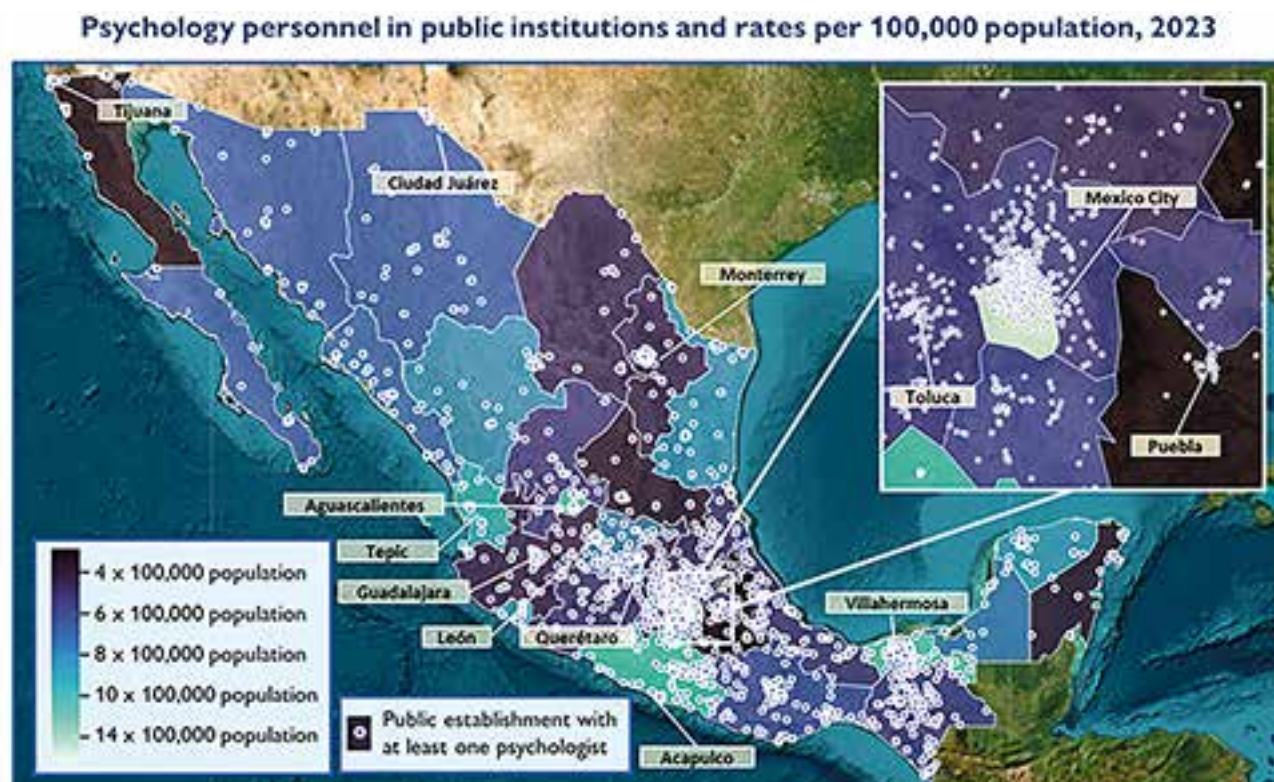 Psychology personnel in public institutions and rates per 100,000 population, 2023
Tijuana
Ciudad Juárez
Mexico City
Monterrey
Toluca
Puebla
Aguascalientes
Tepic
Guadalajara
Villahermosa
León
Querétaro
Acapulco
4 x 100,000 population
6 x 100,000 population
8 x 100,000 population
10 x 100,000 population
14 x 100,000 population
Public establishment with
at least one psychologist